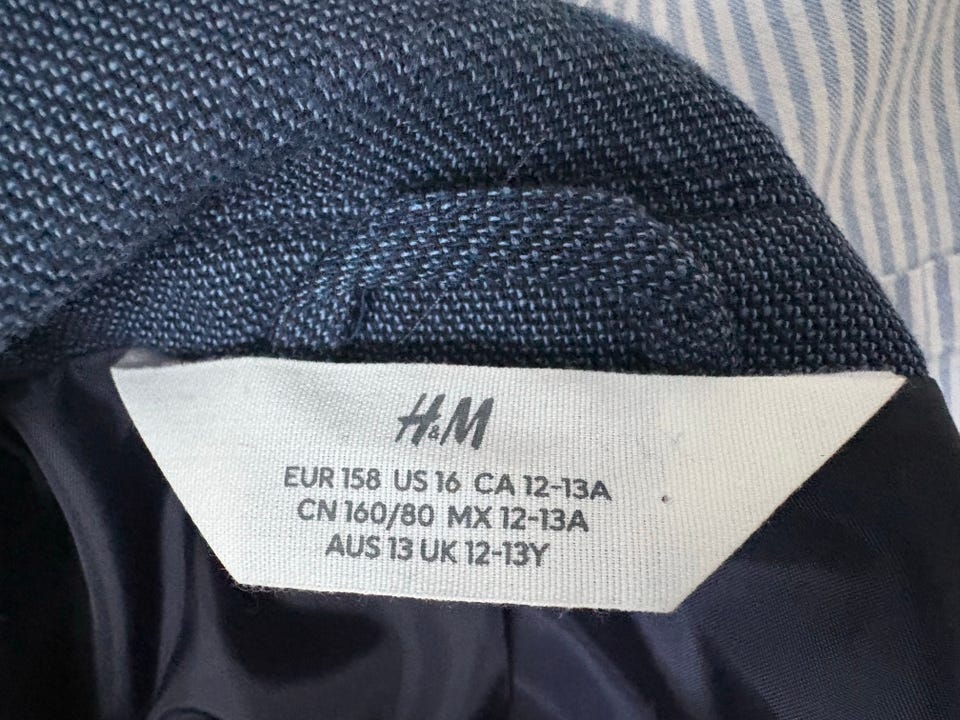 H&M
EUR 158 US 16 CA 12-13A
CN 160/80 MX 12-13A
AUS 13 UK 12-13Y